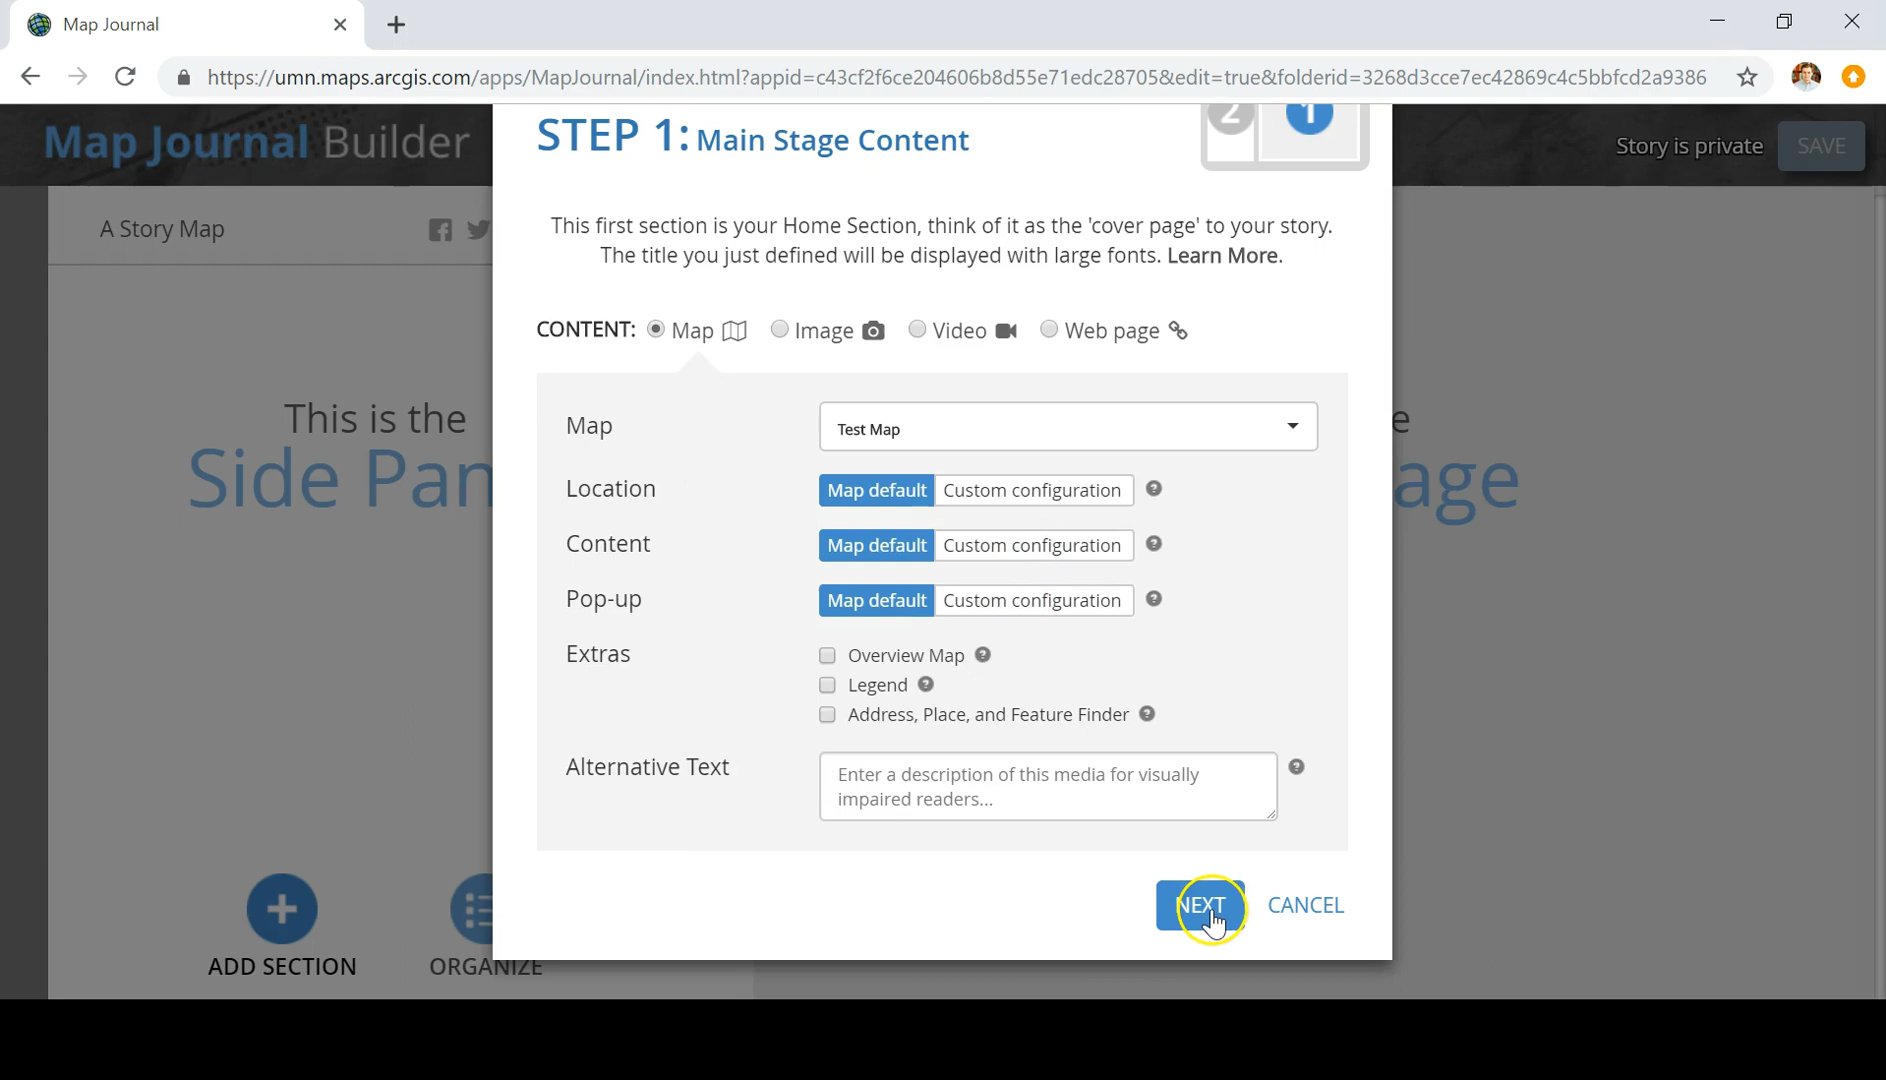 Map Journal
https://umn.maps.arcgis.com/apps/MapJournal/index.html?appid=c43cf2f6ce204606b8d55e71edc28705&edit=true&folderid=3268d3cce7ec42869c4c5bbfcd2a9386
Map Journal Builder
Story is private
SAVE
STEP 1: Main Stage Content
2 1
A Story Map
This first section is your Home Section, think of it as the 'cover page' to your story.
The title you just defined will be displayed with large fonts. Learn More.
CONTENT: Map Image Video Web page
This is the
Side Pan
e
age
Map Test Map
Location Map default Custom configuration ?
Content Map default Custom configuration ?
Pop-up Map default Custom configuration ?
Extras Overview Map ?
Legend ?
Address, Place, and Feature Finder ?
Alternative Text Enter a description of this media for visually
impaired readers... ?
NEXT CANCEL
ADD SECTION
ORGANIZE